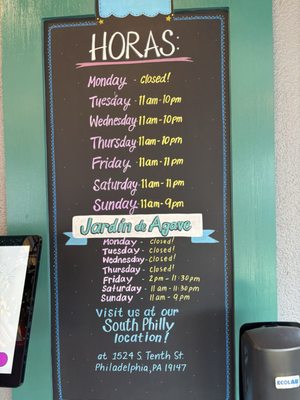 HORAS:
Monday - closed!
Tuesday - 11am-10pm
Wednesday - 11am-10pm
Thursday - 11am-10pm
Friday - 11am-11pm
Saturday - 11am-11pm
Sunday - 11am-9pm
Jardín de Agave
Monday - closed!
Tuesday - closed!
Wednesday - closed!
Thursday - closed!
Friday - 2pm - 11:30pm
Saturday - 11am - 11:30pm
Sunday - 11am - 9pm
Visit us at our
South Philly
location!
at 1524 S. Tenth St.
Philadelphia, PA 19147
ECOLAB